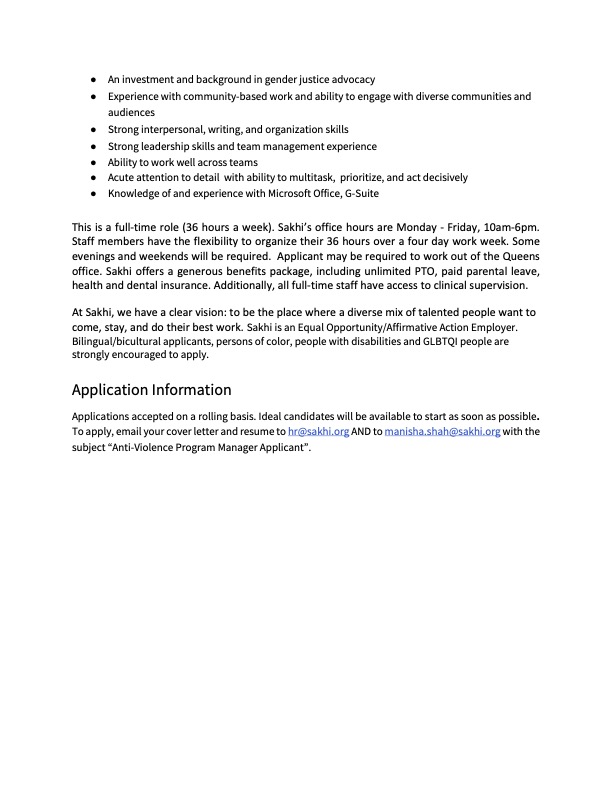 ● An investment and background in gender justice advocacy
● Experience with community-based work and ability to engage with diverse communities and
audiences
● Strong interpersonal, writing, and organization skills
● Strong leadership skills and team management experience
● Ability to work well across teams
● Acute attention to detail  with ability to multitask,  prioritize, and act decisively
● Knowledge of and experience with Microsoft Office, G-Suite
This is a full-time role (36 hours a week). Sakhi’s office hours are Monday - Friday, 10am-6pm.
Staff members have the flexibility to organize their 36 hours over a four day work week. Some
evenings and weekends will be required.  Applicant may be required to work out of the Queens
office. Sakhi offers a generous benefits package, including unlimited PTO, paid parental leave,
health and dental insurance. Additionally, all full-time staff have access to clinical supervision.
At Sakhi, we have a clear vision: to be the place where a diverse mix of talented people want to
come, stay, and do their best work. Sakhi is an Equal Opportunity/Affirmative Action Employer.
Bilingual/bicultural applicants, persons of color, people with disabilities and GLBTQI people are
strongly encouraged to apply.
Application Information
Applications accepted on a rolling basis. Ideal candidates will be available to start as soon as possible.
To apply, email your cover letter and resume to hr@sakhi.org AND to manisha.shah@sakhi.org with the
subject “Anti-Violence Program Manager Applicant”.